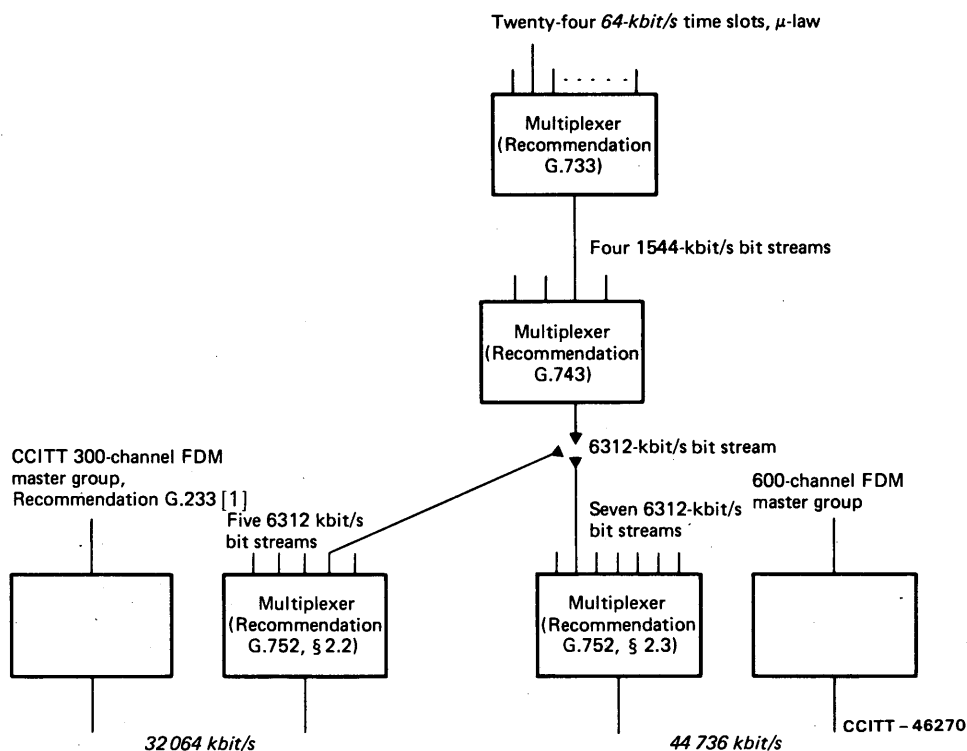 Twenty-four 64-kbit/s time slots, μ-law
Multiplexer
(Recommendation
G.733)
Four 1544-kbit/s bit streams
Multiplexer
(Recommendation
G.743)
6312-kbit/s bit stream
CCITT 300-channel FDM
master group,
Recommendation G.233 [1]
Five 6312 kbit/s
bit streams
Seven 6312-kbit/s
bit streams
600-channel FDM
master group
Multiplexer
(Recommendation
G.752, § 2.2)
Multiplexer
(Recommendation
G.752, § 2.3)
32 064 kbit/s
44 736 kbit/s
CCITT – 46270